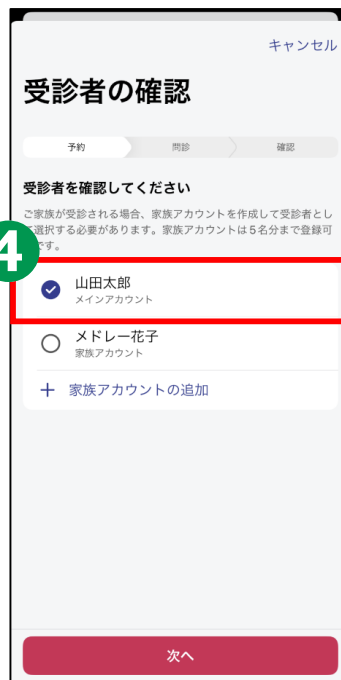 キャンセル
受診者の確認
予約
問診
確認
受診者を確認してください
ご家族が受診される場合、家族アカウントを作成して受診者とし
選択する必要があります。家族アカウントは5名分まで登録可
です。
4
山田太郎
メインアカウント
メドレー花子
家族アカウント
+ 家族アカウントの追加
次へ